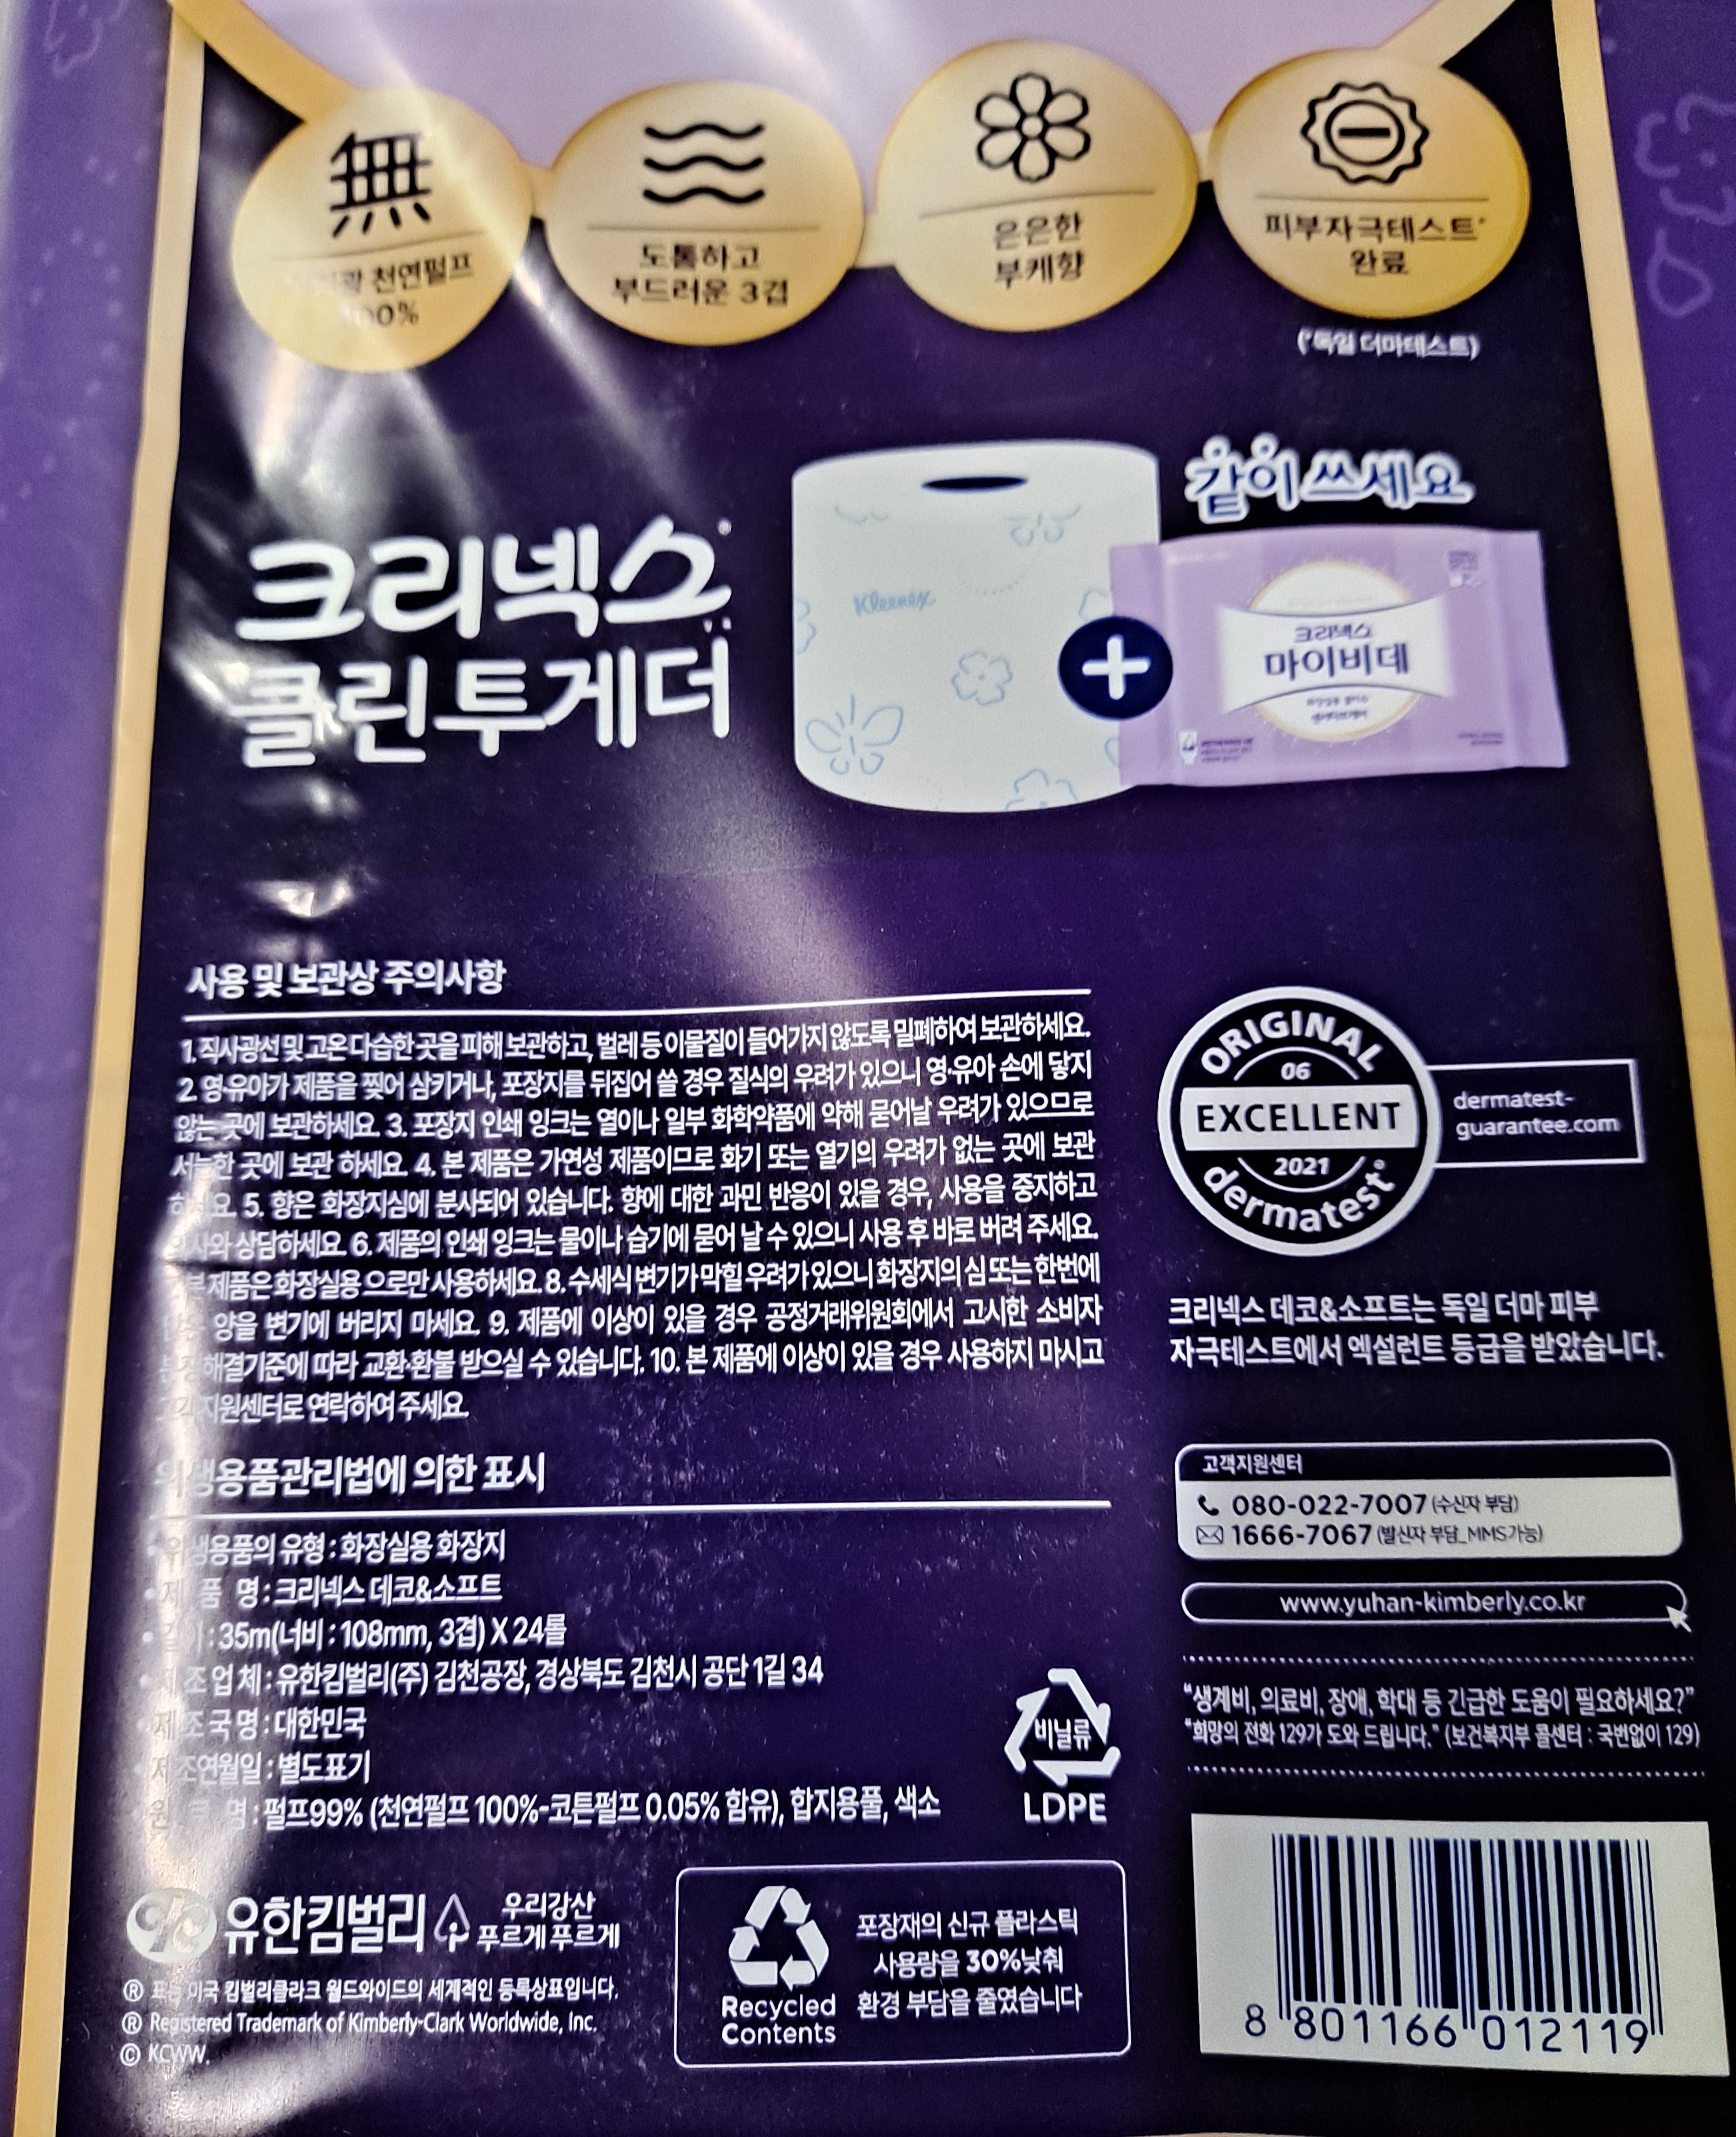 無
광 천연펄프
100%
도톰하고
부드러운 3겹
은은한
부케향
피부자극테스트*
완료
(*독일 더마테스트)
크리넥스
클린투게더
Kleenex
+
같이 쓰세요
크리넥스
마이비데
사용 및 보관상 주의사항
1. 직사광선 및 고온 다습한 곳을 피해 보관하고, 벌레 등 이물질이 들어가지 않도록 밀폐하여 보관하세요.
2. 영·유아가 제품을 찢어 삼키거나, 포장지를 뒤집어 쓸 경우 질식의 우려가 있으니 영·유아 손에 닿지
않는 곳에 보관하세요. 3. 포장지 인쇄 잉크는 열이나 일부 화학약품에 약해 묻어날 우려가 있으므로
서늘한 곳에 보관 하세요. 4. 본 제품은 가연성 제품이므로 화기 또는 열기의 우려가 없는 곳에 보관
하세요. 5. 향은 화장지심에 분사되어 있습니다. 향에 대한 과민 반응이 있을 경우, 사용을 중지하고
의사와 상담하세요. 6. 제품의 인쇄 잉크는 물이나 습기에 묻어 날 수 있으니 사용 후 바로 버려 주세요.
본 제품은 화장실용으로만 사용하세요. 8. 수세식 변기가 막힐 우려가 있으니 화장지의 심 또는 한번에
양을 변기에 버리지 마세요. 9. 제품에 이상이 있을 경우 공정거래위원회에서 고시한 소비자
분쟁해결기준에 따라 교환·환불 받으실 수 있습니다. 10. 본 제품에 이상이 있을 경우 사용하지 마시고
고객지원센터로 연락하여 주세요.
위생용품관리법에 의한 표시
• 위생용품의 유형 : 화장실용 화장지
• 제 품 명 : 크리넥스 데코&소프트
• 길이 : 35m(너비 : 108mm, 3겹) X 24롤
• 제조업체 : 유한킴벌리(주) 김천공장, 경상북도 김천시 공단1길 34
• 제조국명 : 대한민국
• 제조연월일 : 별도표기
• 원 료 명 : 펄프99% (천연펄프 100%-코튼펄프 0.05% 함유), 합지용풀, 색소
비닐류
LDPE
유한킴벌리
우리강산
푸르게 푸르게
® 표는 미국 킴벌리클라크 월드와이드의 세계적인 등록상표입니다.
® Registered Trademark of Kimberly-Clark Worldwide, Inc.
© KCWW.
Recycled
Contents
포장재의 신규 플라스틱
사용량을 30%낮춰
환경 부담을 줄였습니다
ORIGINAL
06
EXCELLENT
2021
dermatest®
dermatest-
guarantee.com
크리넥스 데코&소프트는 독일 더마 피부
자극테스트에서 엑설런트 등급을 받았습니다.
고객지원센터
080-022-7007 (수신자 부담)
1666-7067 (발신자 부담_MMS가능)
www.yuhan-kimberly.co.kr
“생계비, 의료비, 장애, 학대 등 긴급한 도움이 필요하세요?”
“희망의 전화 129가 도와 드립니다.” (보건복지부 콜센터 : 국번없이 129)
8 801166 012119